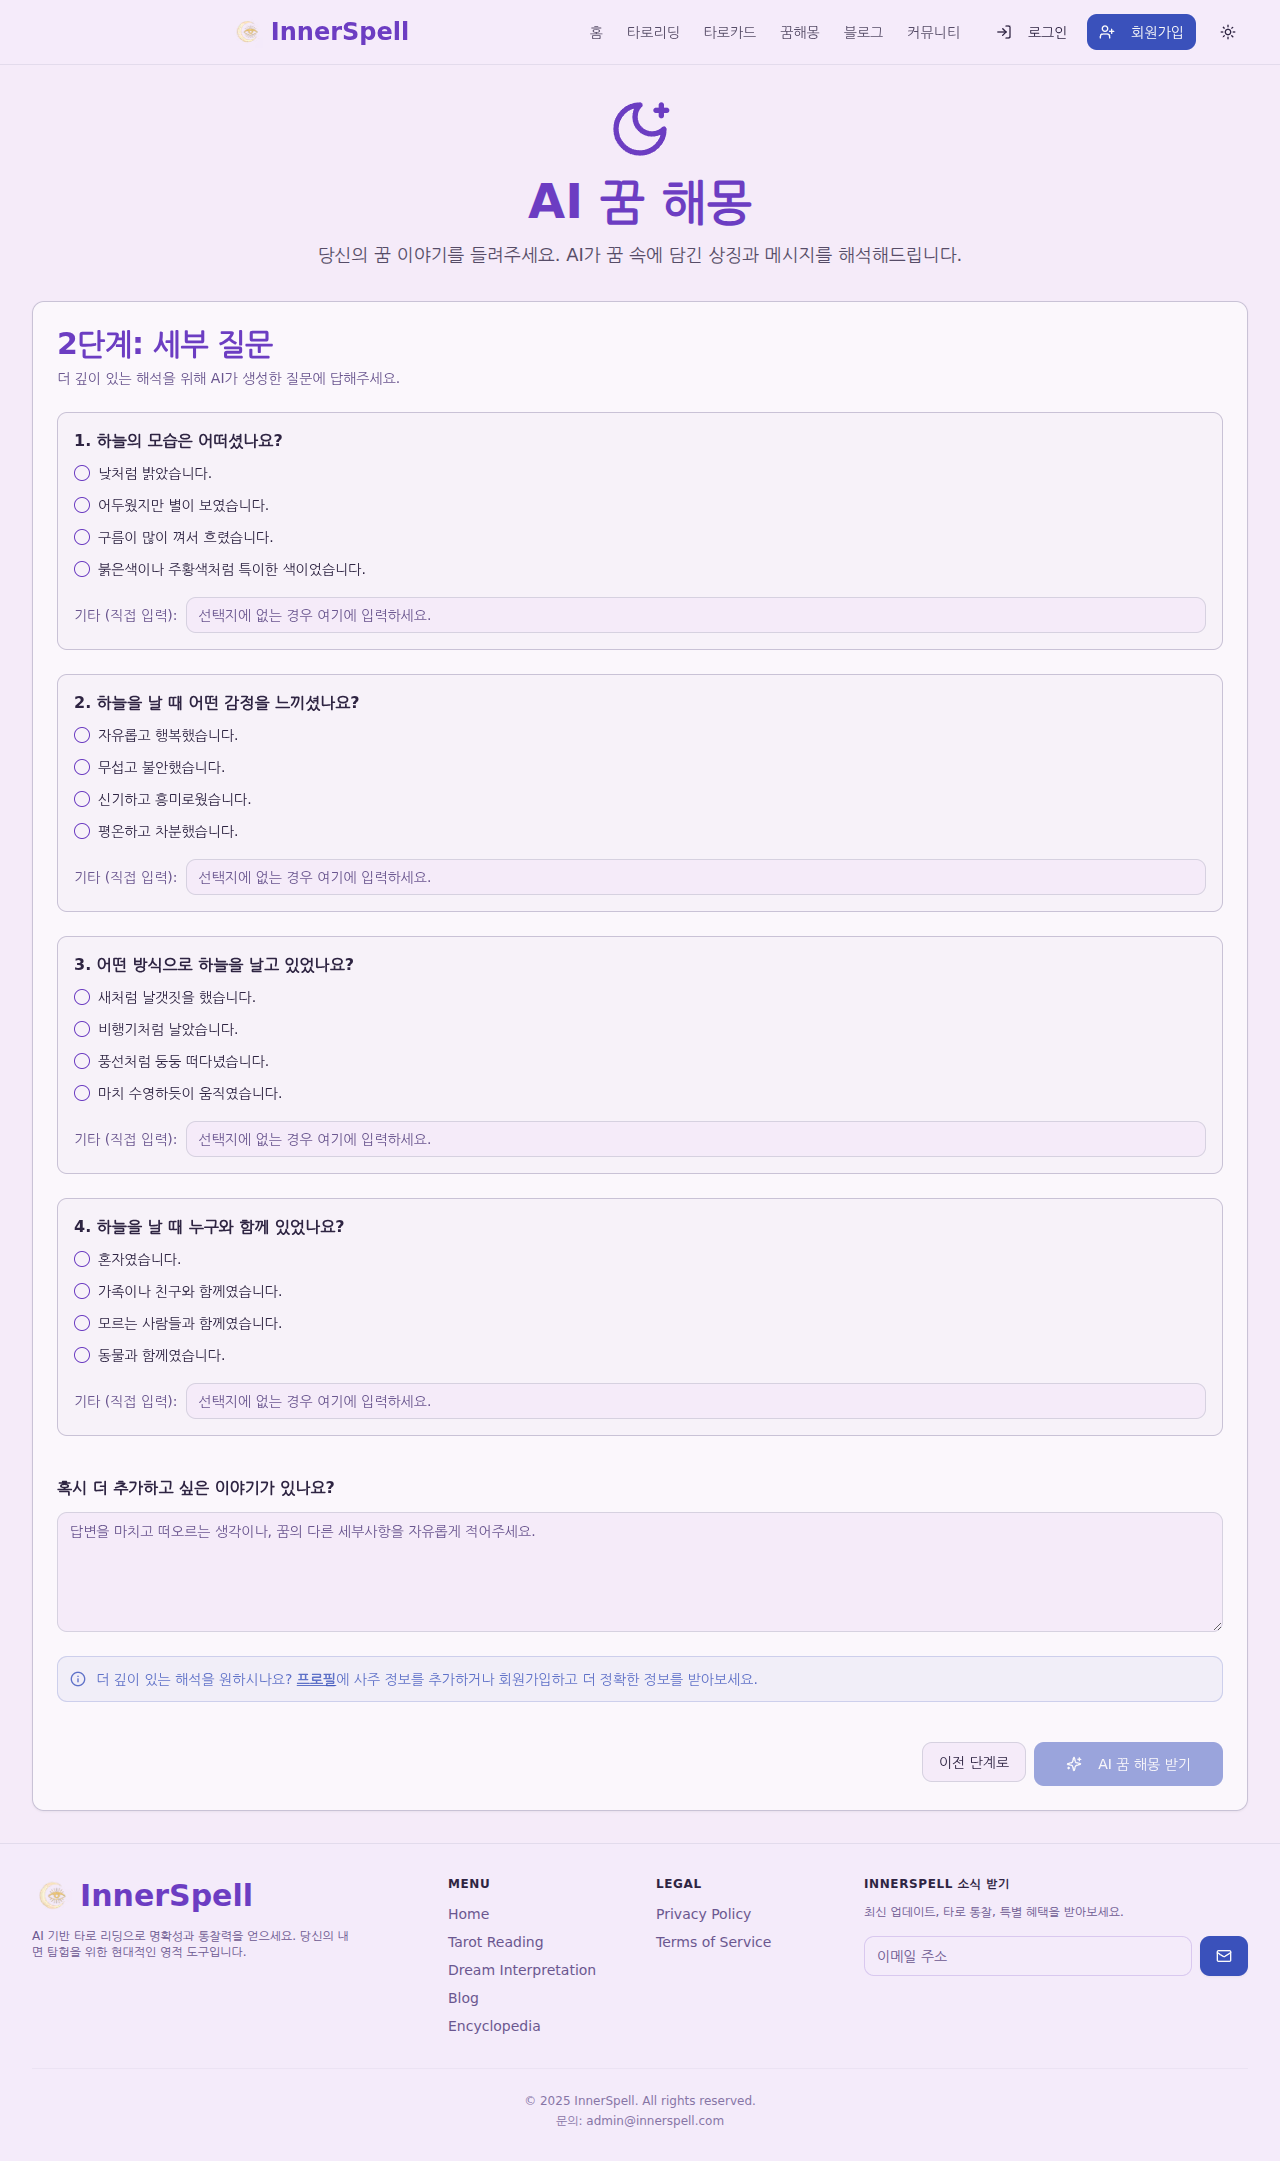 InnerSpell
홈 타로리딩 타로카드 꿈해몽 블로그 커뮤니티 로그인 회원가입
AI 꿈 해몽
당신의 꿈 이야기를 들려주세요. AI가 꿈 속에 담긴 상징과 메시지를 해석해드립니다.
2단계: 세부 질문
더 깊이 있는 해석을 위해 AI가 생성한 질문에 답해주세요.
1. 하늘의 모습은 어떠셨나요?
낮처럼 밝았습니다.
어두웠지만 별이 보였습니다.
구름이 많이 껴서 흐렸습니다.
붉은색이나 주황색처럼 특이한 색이었습니다.
기타 (직접 입력): 선택지에 없는 경우 여기에 입력하세요.
2. 하늘을 날 때 어떤 감정을 느끼셨나요?
자유롭고 행복했습니다.
무섭고 불안했습니다.
신기하고 흥미로웠습니다.
평온하고 차분했습니다.
기타 (직접 입력): 선택지에 없는 경우 여기에 입력하세요.
3. 어떤 방식으로 하늘을 날고 있었나요?
새처럼 날갯짓을 했습니다.
비행기처럼 날았습니다.
풍선처럼 둥둥 떠다녔습니다.
마치 수영하듯이 움직였습니다.
기타 (직접 입력): 선택지에 없는 경우 여기에 입력하세요.
4. 하늘을 날 때 누구와 함께 있었나요?
혼자였습니다.
가족이나 친구와 함께였습니다.
모르는 사람들과 함께였습니다.
동물과 함께였습니다.
기타 (직접 입력): 선택지에 없는 경우 여기에 입력하세요.
혹시 더 추가하고 싶은 이야기가 있나요?
답변을 마치고 떠오르는 생각이나, 꿈의 다른 세부사항을 자유롭게 적어주세요.
더 깊이 있는 해석을 원하시나요? 프로필에 사주 정보를 추가하거나 회원가입하고 더 정확한 정보를 받아보세요.
이전 단계로 AI 꿈 해몽 받기
InnerSpell
AI 기반 타로 리딩으로 명확성과 통찰력을 얻으세요. 당신의 내
면 탐험을 위한 현대적인 영적 도구입니다.
MENU
Home
Tarot Reading
Dream Interpretation
Blog
Encyclopedia
LEGAL
Privacy Policy
Terms of Service
INNERSPELL 소식 받기
최신 업데이트, 타로 통찰, 특별 혜택을 받아보세요.
이메일 주소
© 2025 InnerSpell. All rights reserved.
문의: admin@innerspell.com